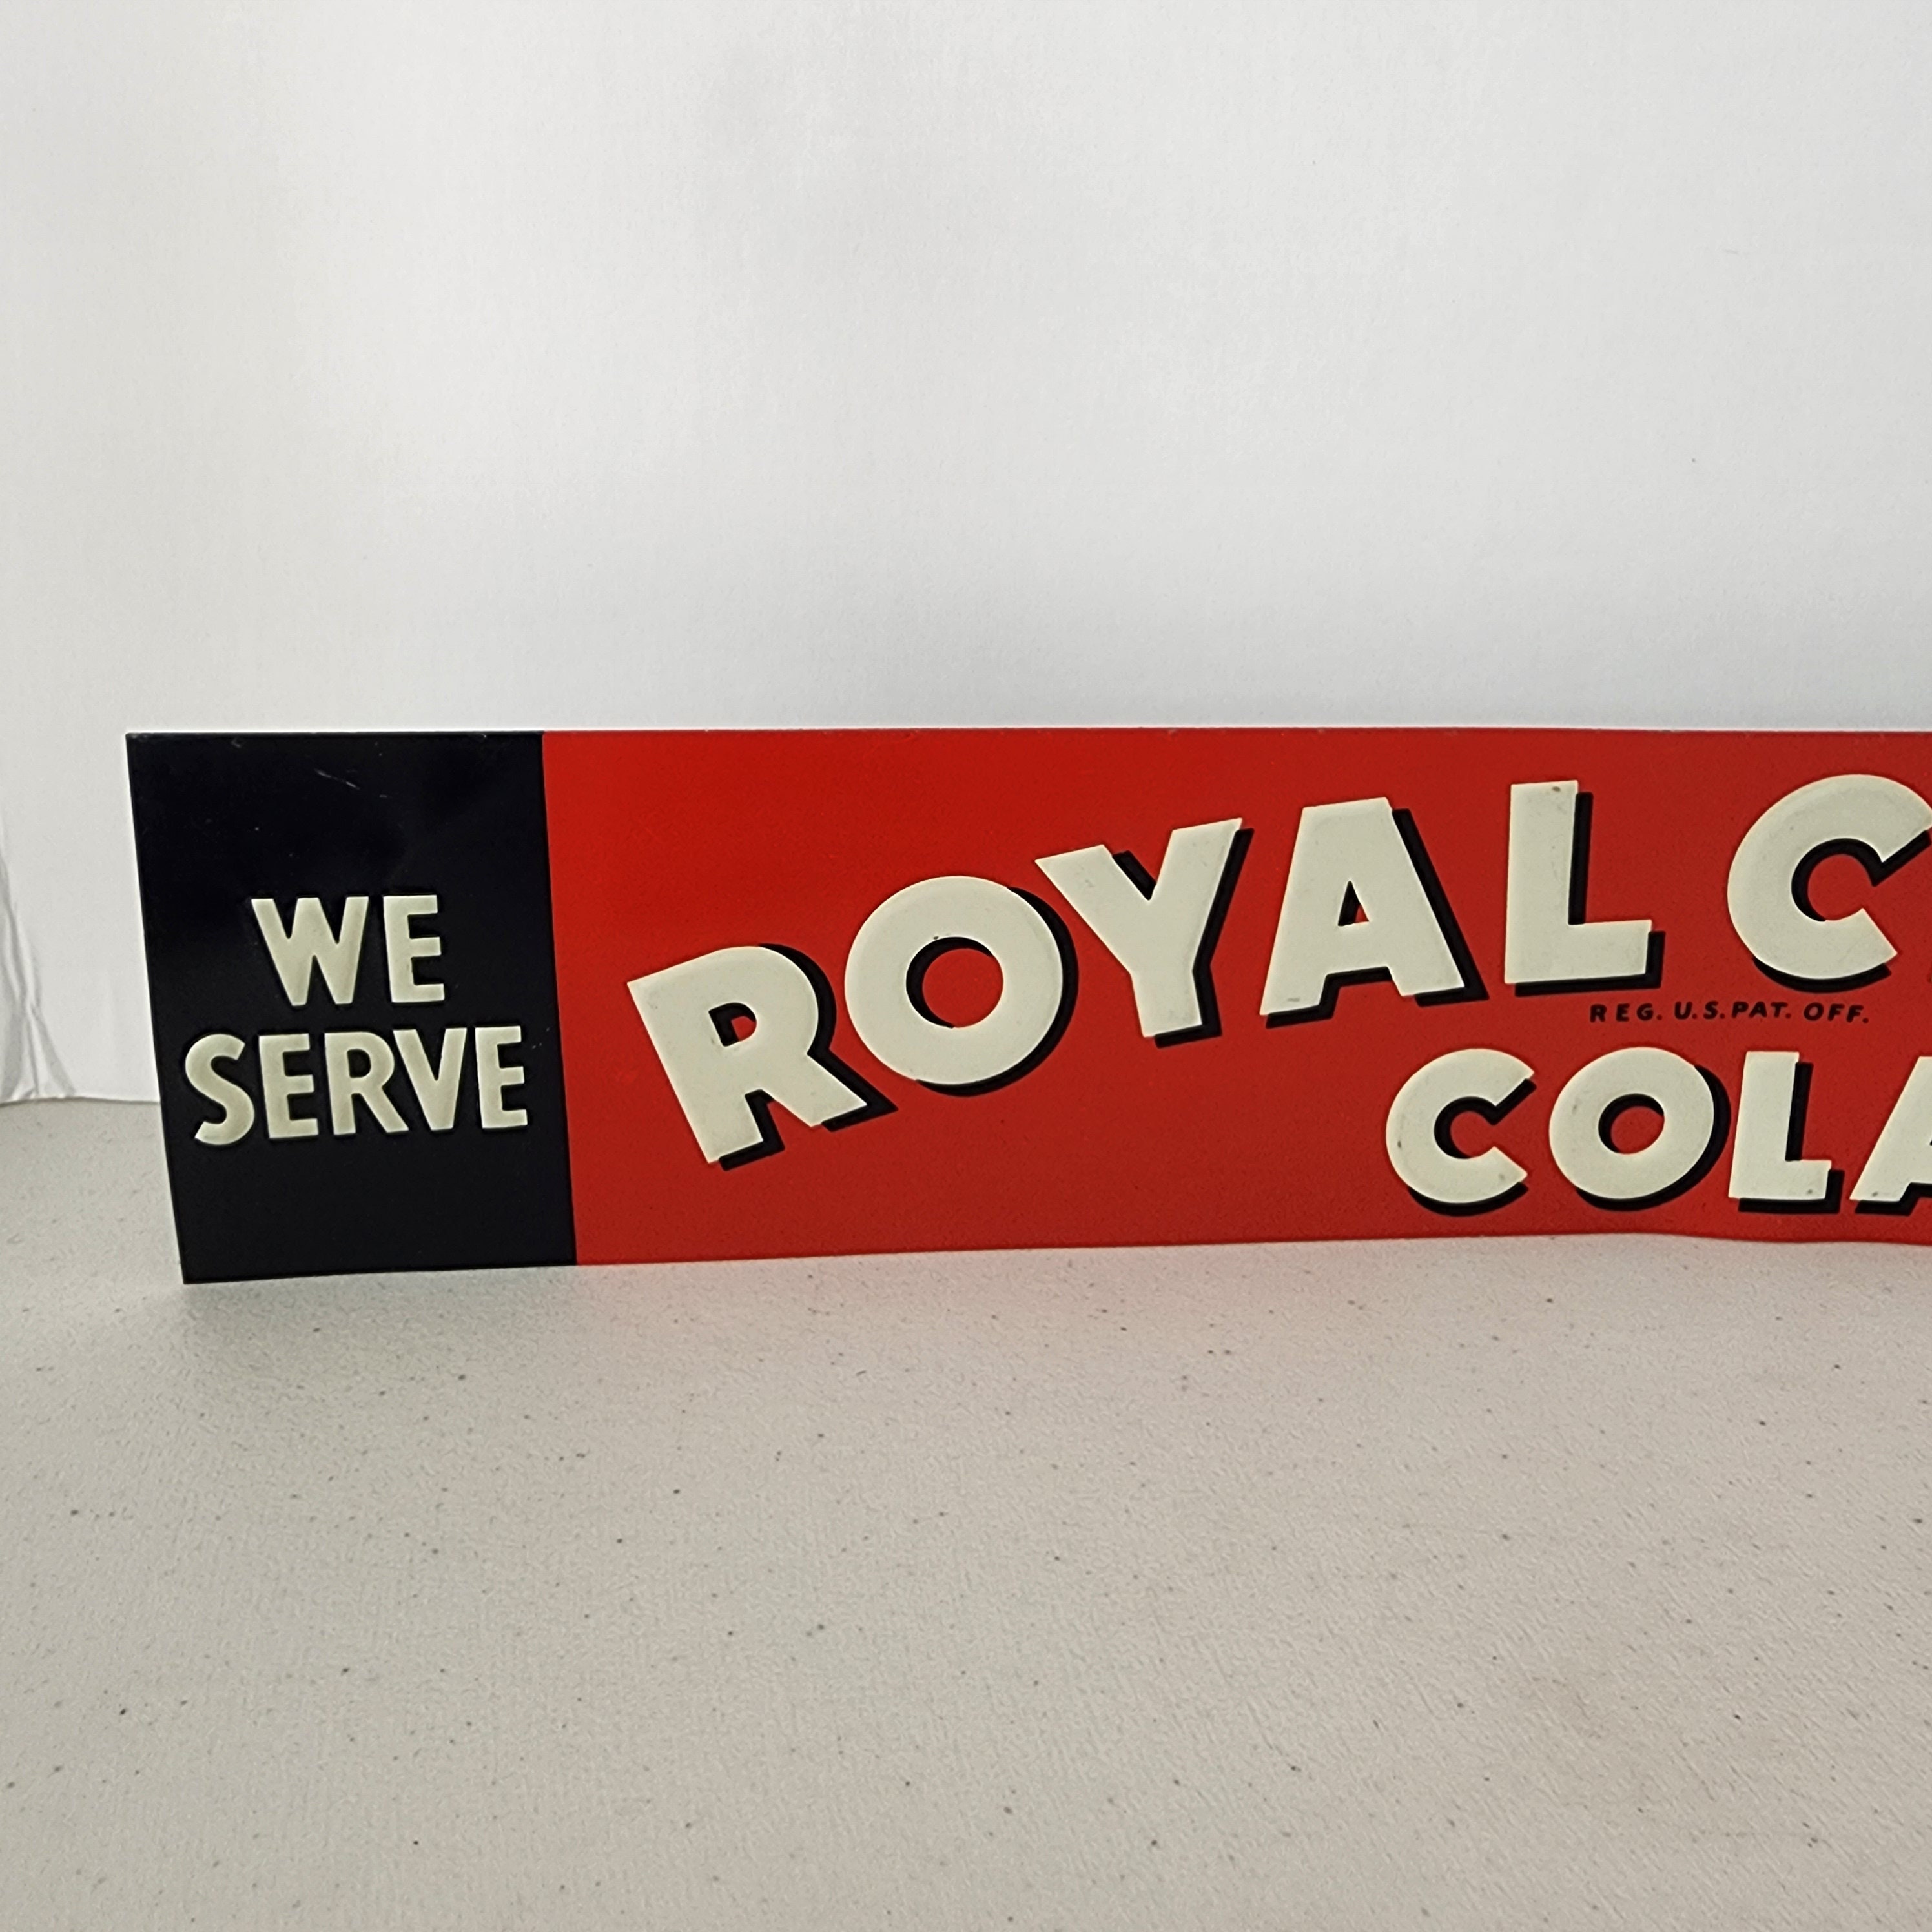 WE
SERVE
ROYAL C
REG. U.S. PAT. OFF.
COLA